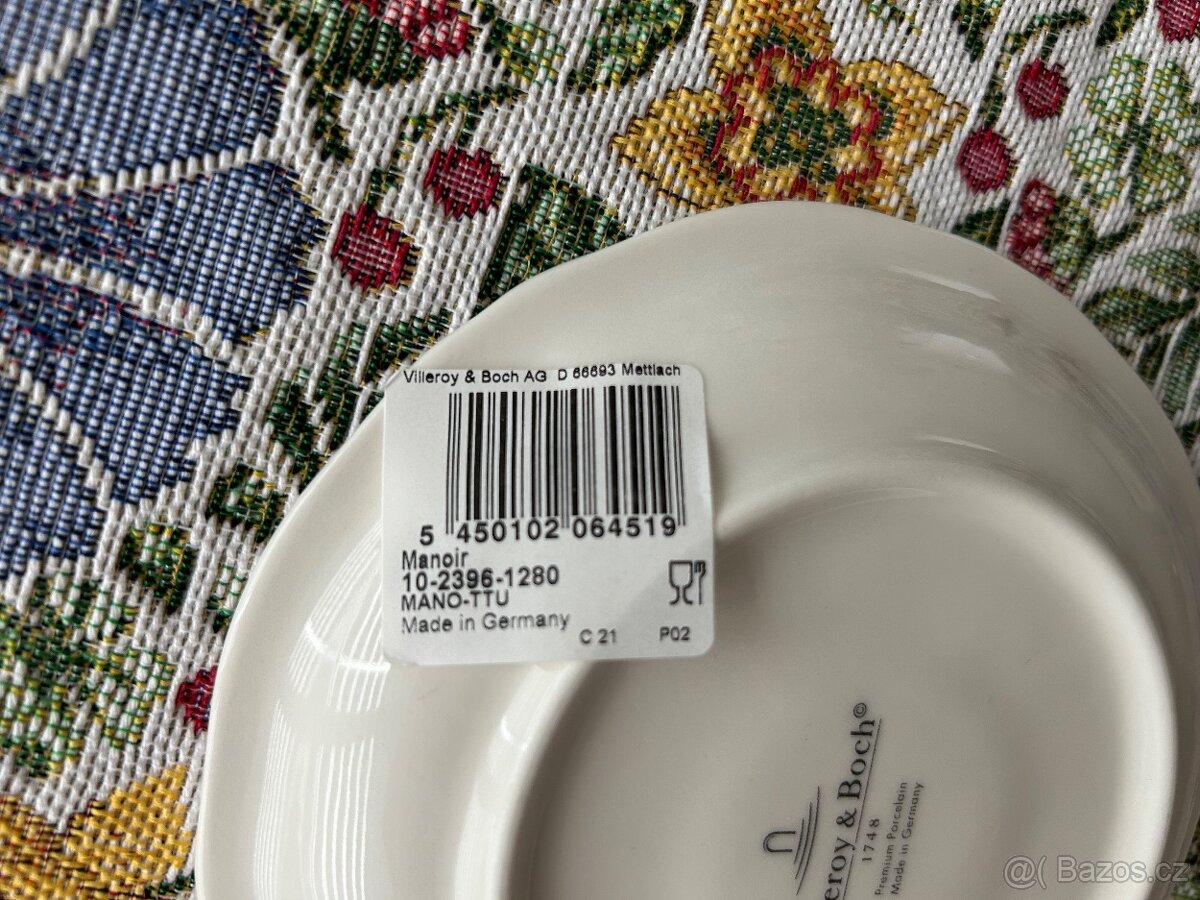 Villeroy & Boch AG D 66693 Mettlach
5 450102 064519
Manoir
10-2396-1280
MANO-TTU
Made in Germany
C 21 P02
eroy & Boch©
1748
Premium Porcelain
Made in Germany
@( Bazos.cz